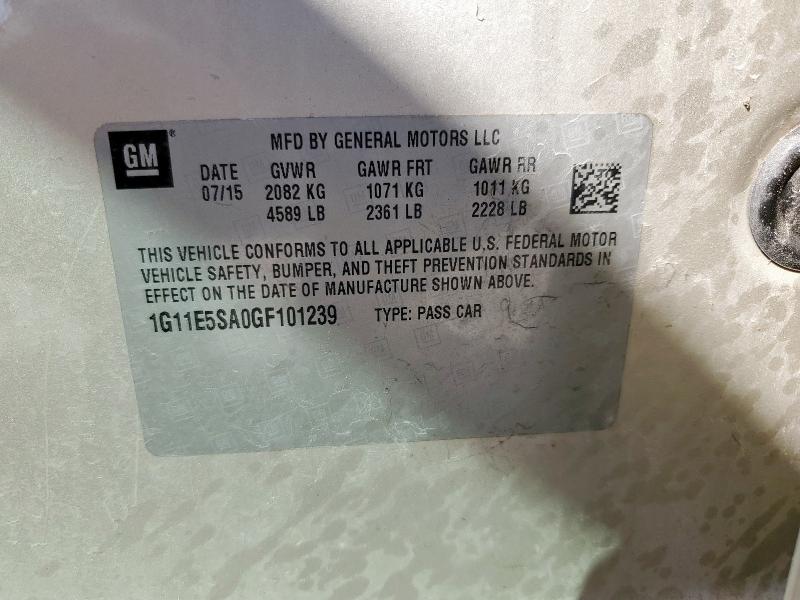 GM ® MFD BY GENERAL MOTORS LLC
DATE GVWR GAWR FRT GAWR RR
07/15 2082 KG 1071 KG 1011 KG
4589 LB 2361 LB 2228 LB
THIS VEHICLE CONFORMS TO ALL APPLICABLE U.S. FEDERAL MOTOR
VEHICLE SAFETY, BUMPER, AND THEFT PREVENTION STANDARDS IN
EFFECT ON THE DATE OF MANUFACTURE SHOWN ABOVE.
1G11E5SA0GF101239 TYPE: PASS CAR